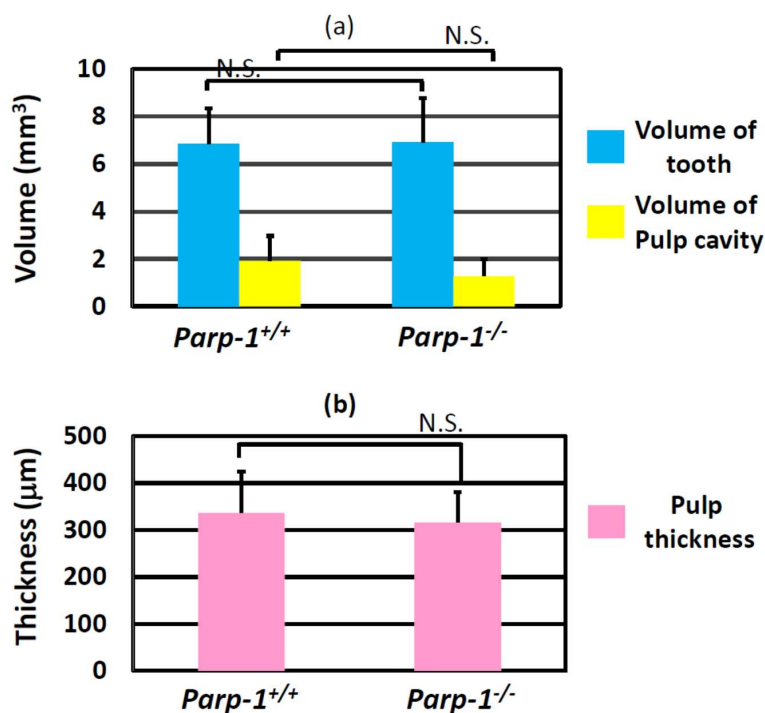 (a)
N.S.
N.S.
10
8
6
4
2
0
Volume (mm³)
Parp-1⁺/⁺
Parp-1⁻/⁻
Volume of
tooth
Volume of
Pulp cavity
(b)
N.S.
500
400
300
200
100
0
Thickness (μm)
Parp-1⁺/⁺
Parp-1⁻/⁻
Pulp
thickness